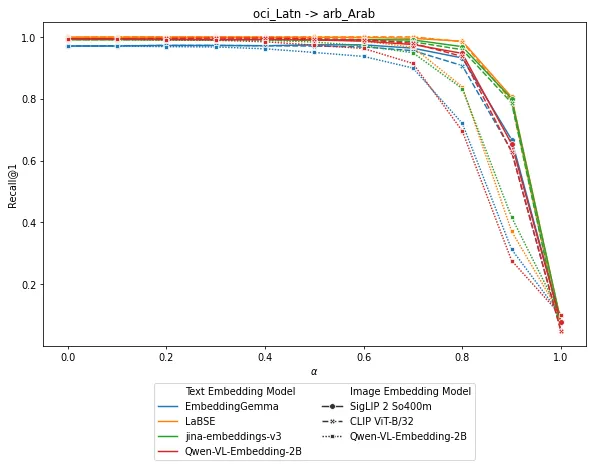 oci_Latn -> arb_Arab
Recall@1
1.0
0.8
0.6
0.4
0.2
0.0 0.2 0.4 0.6 0.8 1.0
α
Text Embedding Model Image Embedding Model
EmbeddingGemma SigLIP 2 So400m
LaBSE CLIP ViT-B/32
jina-embeddings-v3 Qwen-VL-Embedding-2B
Qwen-VL-Embedding-2B